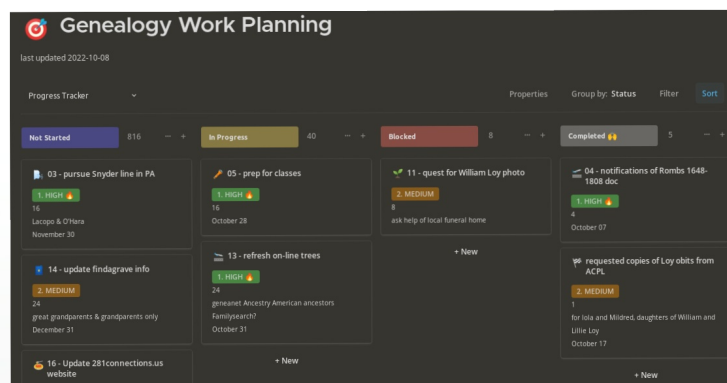 Genealogy Work Planning
last updated 2022-10-08
Progress Tracker
Properties Group by: Status Filter Sort
Not Started 816
03 - pursue Snyder line in PA
1. HIGH
16
Lacopo & O'Hara
November 30
14 - update findagrave info
2. MEDIUM
24
great grandparents & grandparents only
December 31
16 - Update 281connections.us
website
In Progress 40
05 - prep for classes
1. HIGH
16
October 28
13 - refresh on-line trees
1. HIGH
24
geneanet Ancestry American ancestors
Familysearch?
October 31
+ New
Blocked 8
11 - quest for William Loy photo
2. MEDIUM
8
ask help of local funeral home
+ New
Completed 5
04 - notifications of Rombs 1648-
1808 doc
1. HIGH
4
October 07
requested copies of Loy obits from
ACPL
2. MEDIUM
1
for Iola and Mildred, daughters of William and
Lillie Loy
October 17
+ New